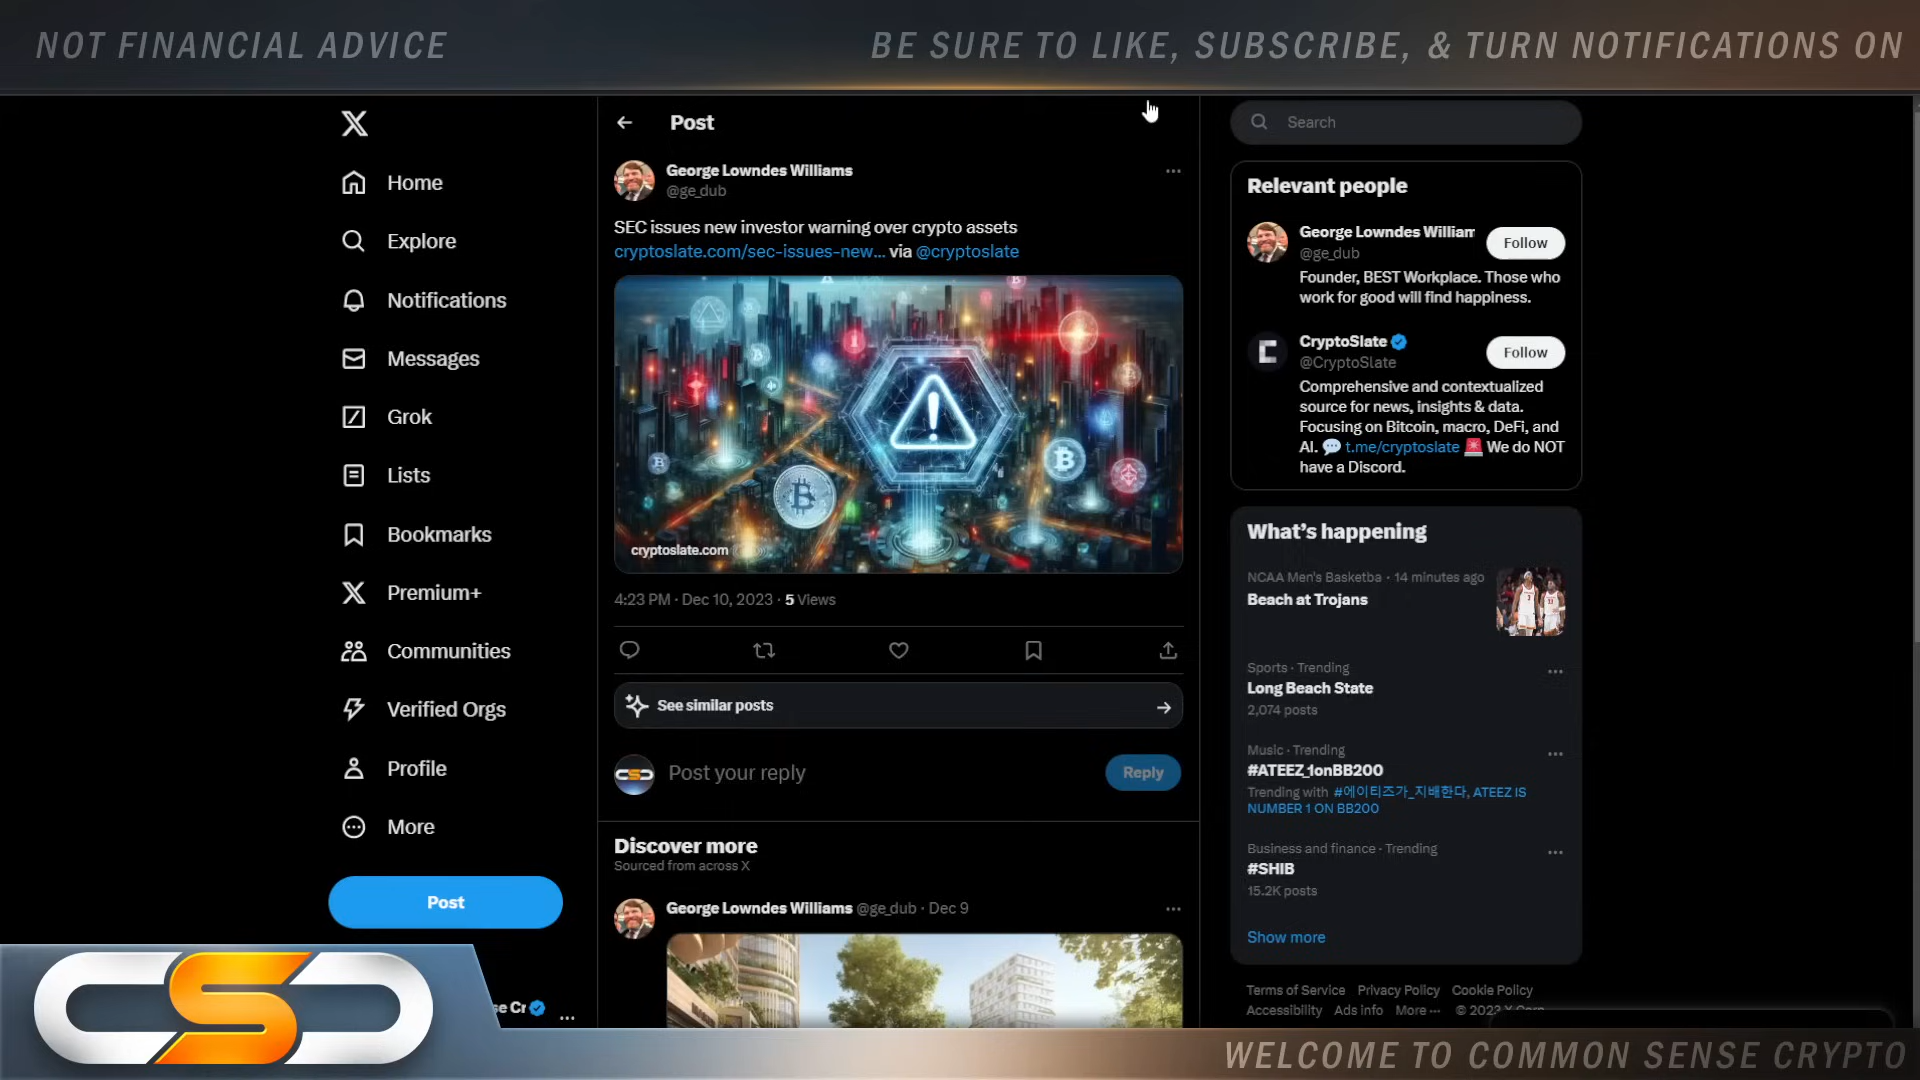 NOT FINANCIAL ADVICE
BE SURE TO LIKE, SUBSCRIBE, & TURN NOTIFICATIONS ON
Home
Explore
Notifications
Messages
Grok
Lists
Bookmarks
Premium+
Communities
Verified Orgs
Profile
More
Post
se Cr
CSC
Post
George Lowndes Williams
@ge_dub
SEC issues new investor warning over crypto assets
cryptoslate.com/sec-issues-new... via @cryptoslate
cryptoslate.com
4:23 PM · Dec 10, 2023 · 5 Views
See similar posts
Post your reply
Reply
Discover more
Sourced from across X
George Lowndes Williams @ge_dub · Dec 9
Search
Relevant people
George Lowndes William
@ge_dub
Follow
Founder, BEST Workplace. Those who
work for good will find happiness.
CryptoSlate
@CryptoSlate
Follow
Comprehensive and contextualized
source for news, insights & data.
Focusing on Bitcoin, macro, DeFi, and
AI. 💬 t.me/cryptoslate 🚨 We do NOT
have a Discord.
What's happening
NCAA Men's Basketba · 14 minutes ago
Beach at Trojans
Sports · Trending
Long Beach State
2,074 posts
Music · Trending
#ATEEZ_1onBB200
Trending with #에이티즈가_지배한다, ATEEZ IS
NUMBER 1 ON BB200
Business and finance · Trending
#SHIB
15.2K posts
Show more
Terms of Service Privacy Policy Cookie Policy
Accessibility Ads info More ··· © 2023 X Corp.
WELCOME TO COMMON SENSE CRYPTO